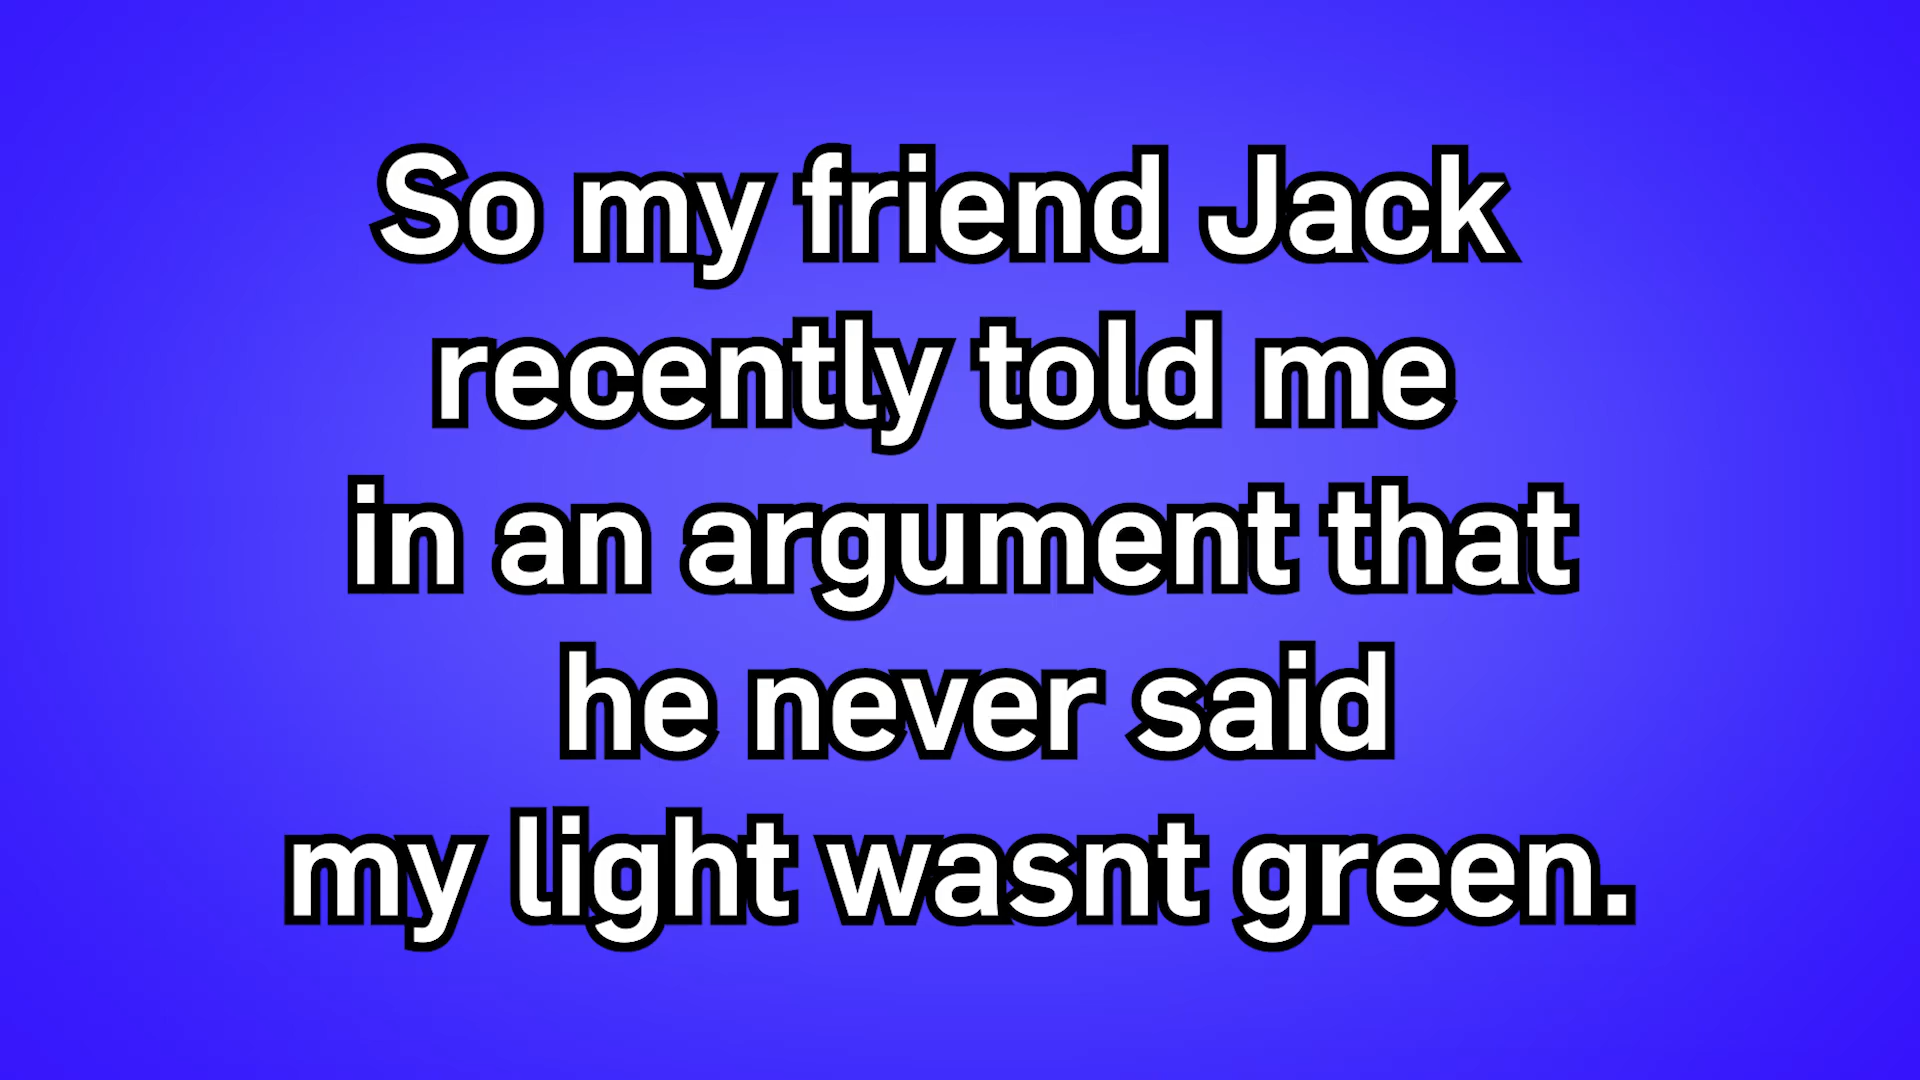 So my friend Jack
recently told me
in an argument that
he never said
my light wasnt green.